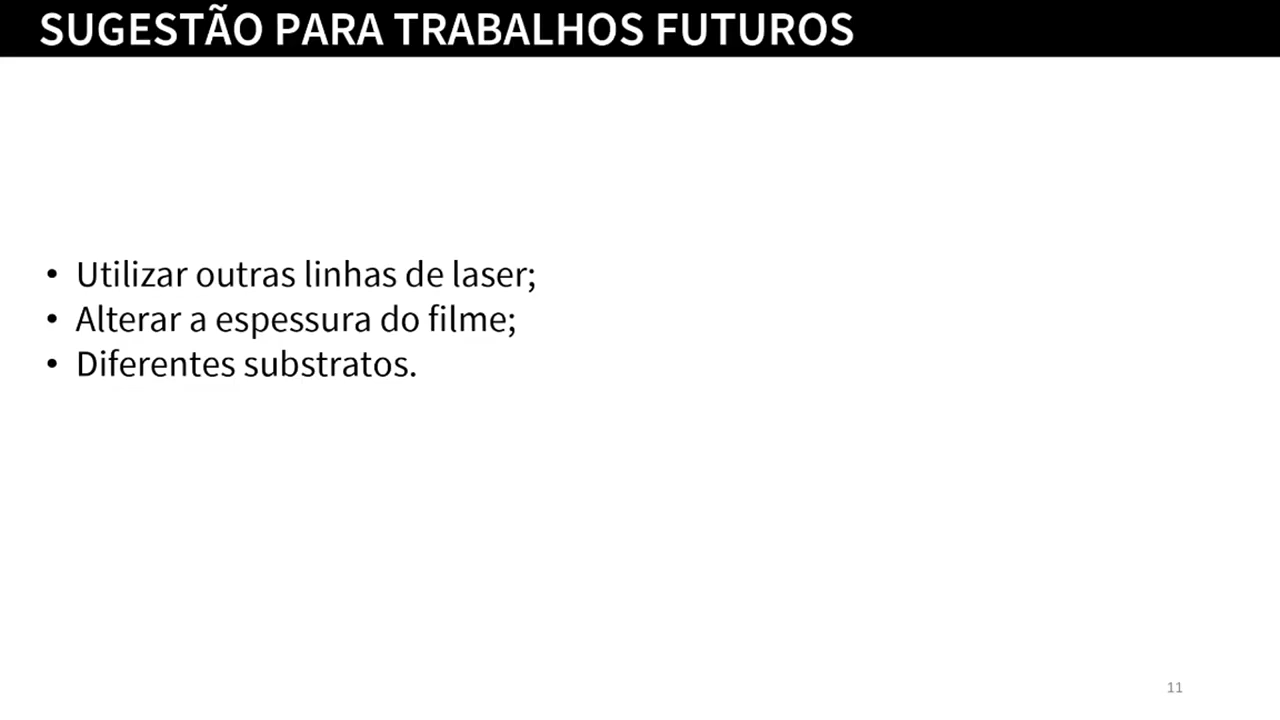 SUGESTÃO PARA TRABALHOS FUTUROS
• Utilizar outras linhas de laser;
• Alterar a espessura do filme;
• Diferentes substratos.
11